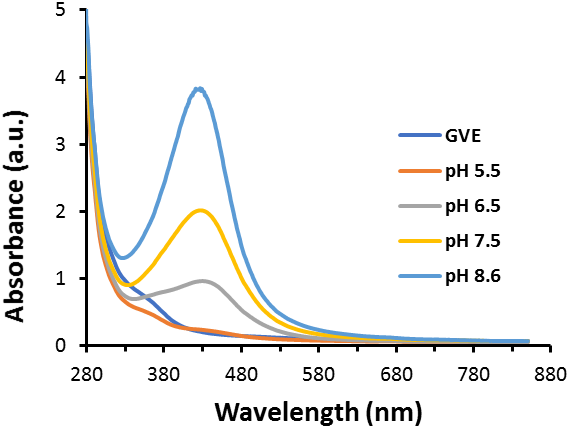 5
4
3
2
1
0
Absorbance (a.u.)
GVE
pH 5.5
pH 6.5
pH 7.5
pH 8.6
280 380 480 580 680 780 880
Wavelength (nm)